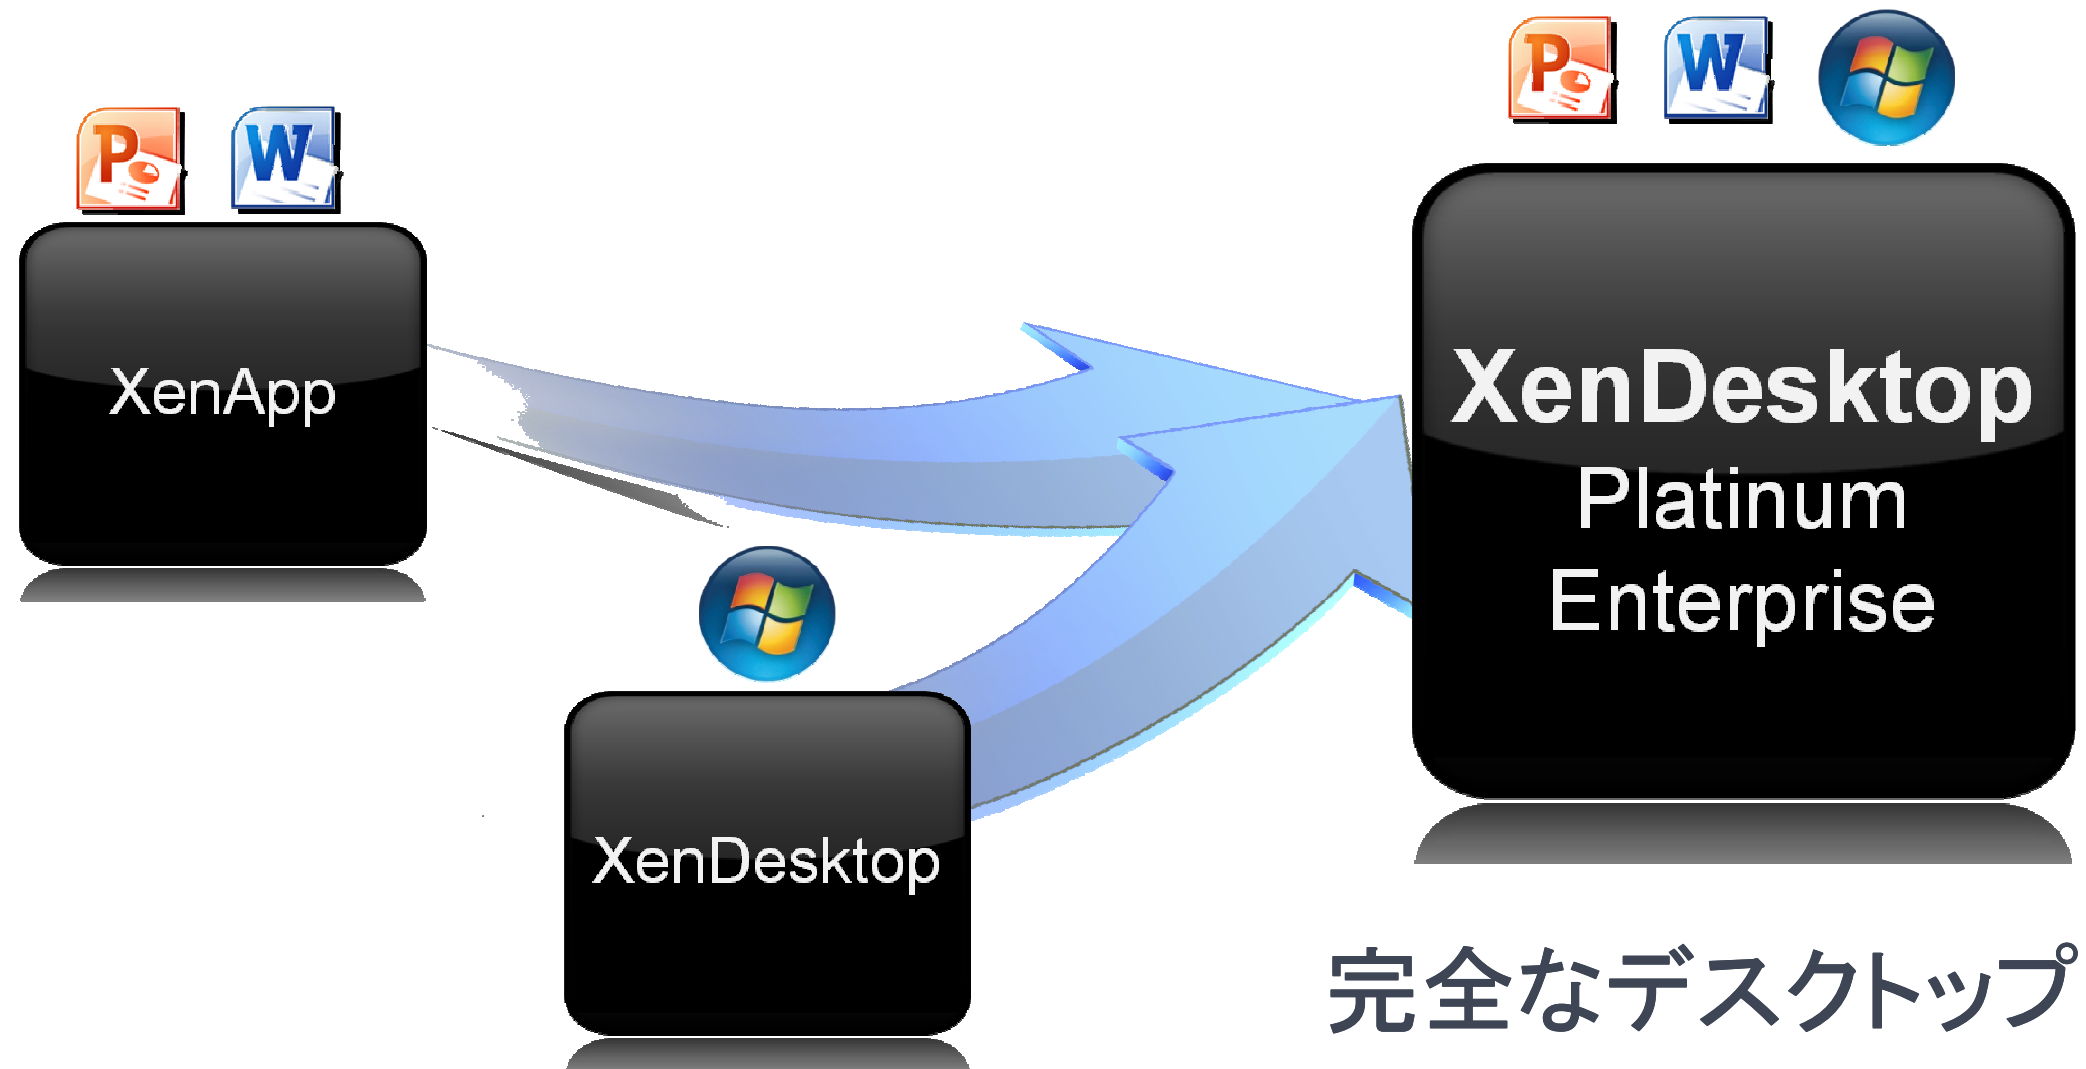 P W
XenApp
XenDesktop
P W
XenDesktop
Platinum
Enterprise
完全なデスクトップ